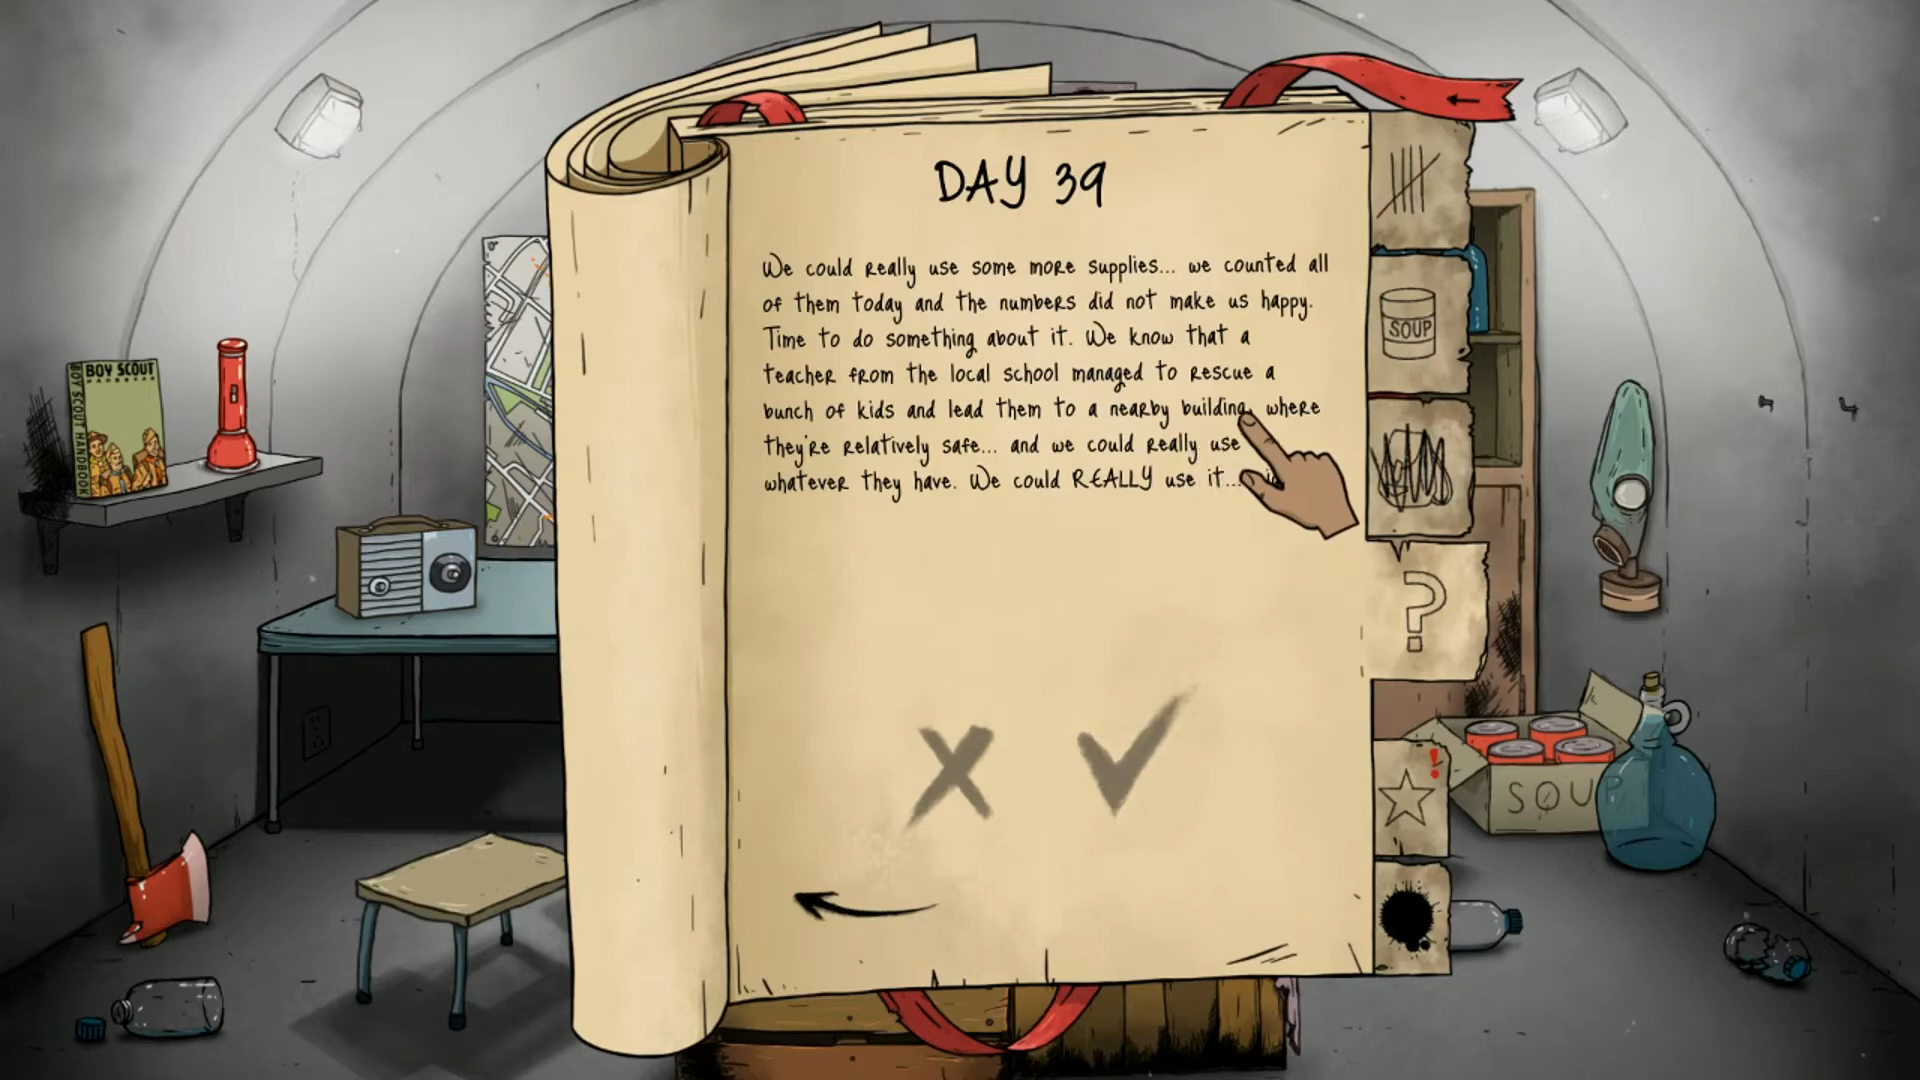 DAY 39
We could really use some more supplies... we counted all
of them today and the numbers did not make us happy.
Time to do something about it. We know that a
teacher from the local school managed to rescue a
bunch of kids and lead them to a nearby building, where
they're relatively safe... and we could really use
whatever they have. We could REALLY use it...
BOY SCOUT
HANDBOOK
BOY SCOUT HANDBOOK
SOUP
SOUP